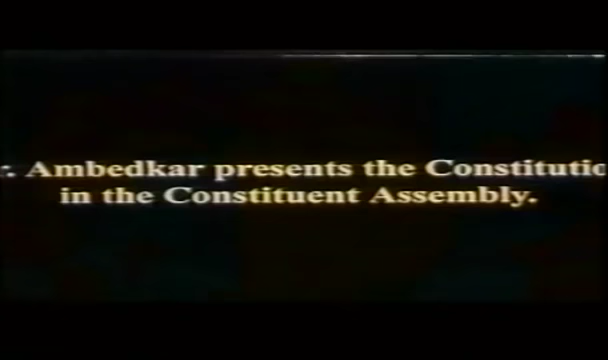 r. Ambedkar presents the Constitutio
in the Constituent Assembly.